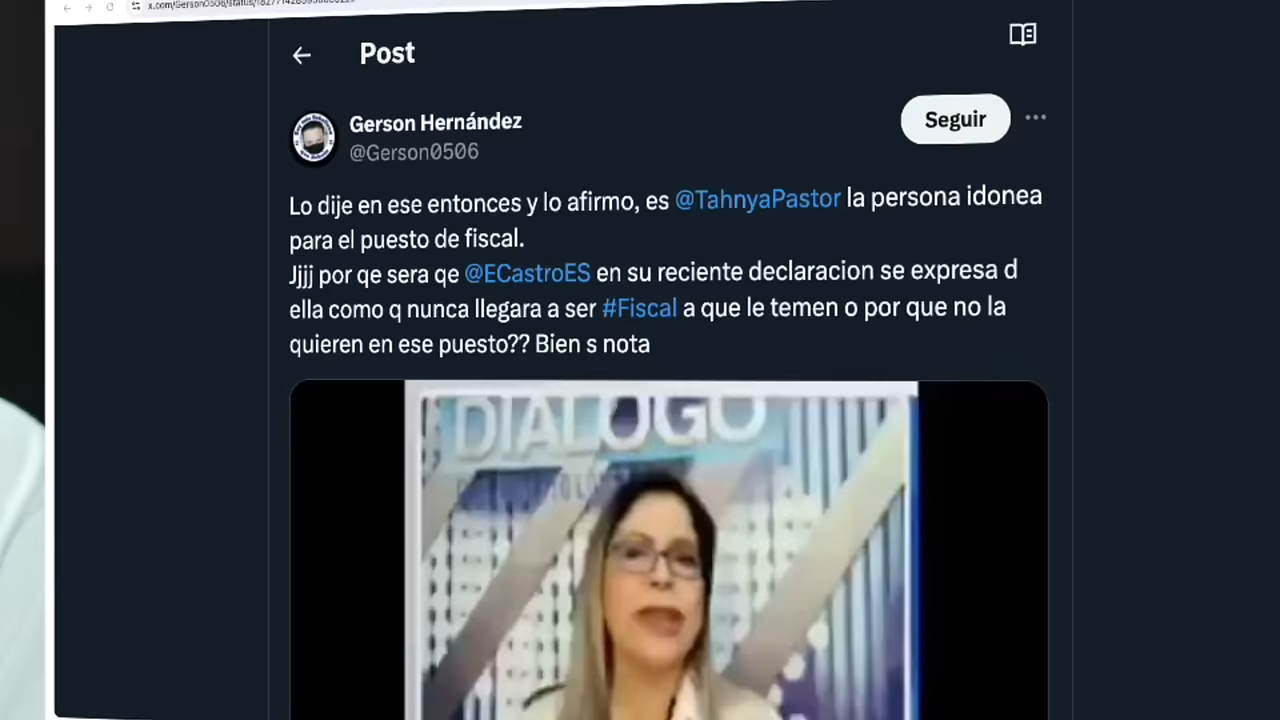 Post
Gerson Hernández
@Gerson0506
Seguir
Lo dije en ese entonces y lo afirmo, es @TahnyaPastor la persona idonea
para el puesto de fiscal.
Jjjj por qe sera qe @ECastroES en su reciente declaracion se expresa d
ella como q nunca llegara a ser #Fiscal a que le temen o por que no la
quieren en ese puesto?? Bien s nota
DIALOGO